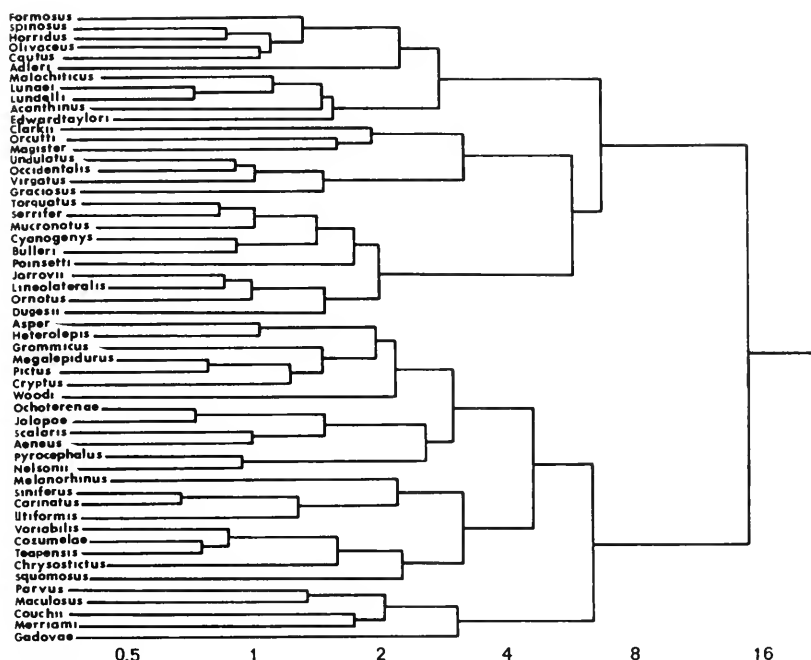 Formosus
Spinosus
Horridus
Olivaceus
Cautus
Adleri
Malachiticus
Lunaei
Lundelli
Acanthinus
Edwardtaylori
Clarkii
Orcutti
Magister
Undulatus
Occidentalis
Virgatus
Graciosus
Torquatus
Serrifer
Mucronotus
Cyanogenys
Bulleri
Poinsetti
Jarrovii
Lineolateralis
Ornatus
Dugesii
Asper
Heterolepis
Grammicus
Megalepidurus
Pictus
Cryptus
Woodi
Ochoterenae
Jalapae
Scalaris
Aeneus
Pyrocephalus
Nelsonii
Melanorhinus
Siniferus
Carinatus
Utiformis
Variabilis
Cozumelae
Teapensis
Chrysostictus
Squamosus
Parvus
Maculosus
Couchii
Merriami
Gadovae
0.5 1 2 4 8 16